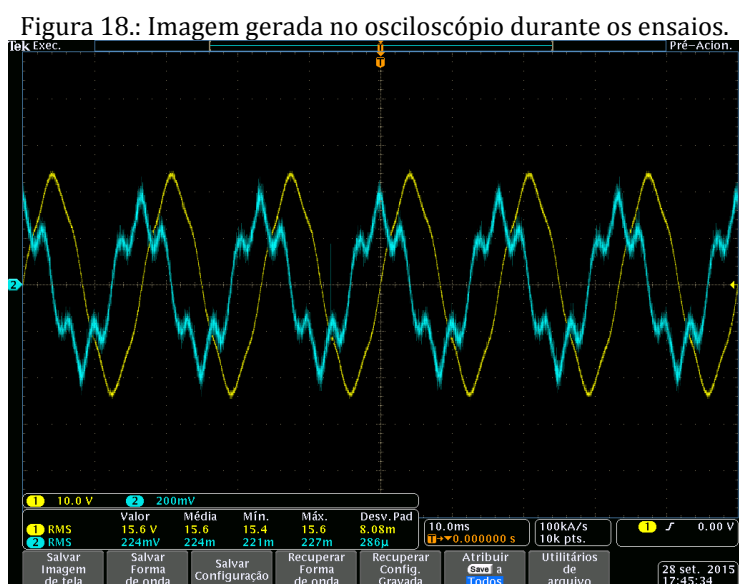 Figura 18.: Imagem gerada no osciloscópio durante os ensaios.
Tek Exec.
Pré-Acion.
T
T
2
1 10.0 V 2 200mV
Valor Média Mín. Máx. Desv.Pad
1 RMS 15.6 V 15.6 15.4 15.6 8.08m
2 RMS 224mV 224m 221m 227m 286µ
10.0ms
T→▼0.000000 s
100kA/s
10k pts.
1 ∫ 0.00 V
Salvar Imagem de tela
Salvar Forma de onda
Salvar Configuração
Recuperar Forma de onda
Recuperar Config. Gravada
Atribuir Save a Todos
Utilitários de arquivo
28 set. 2015
17:45:34